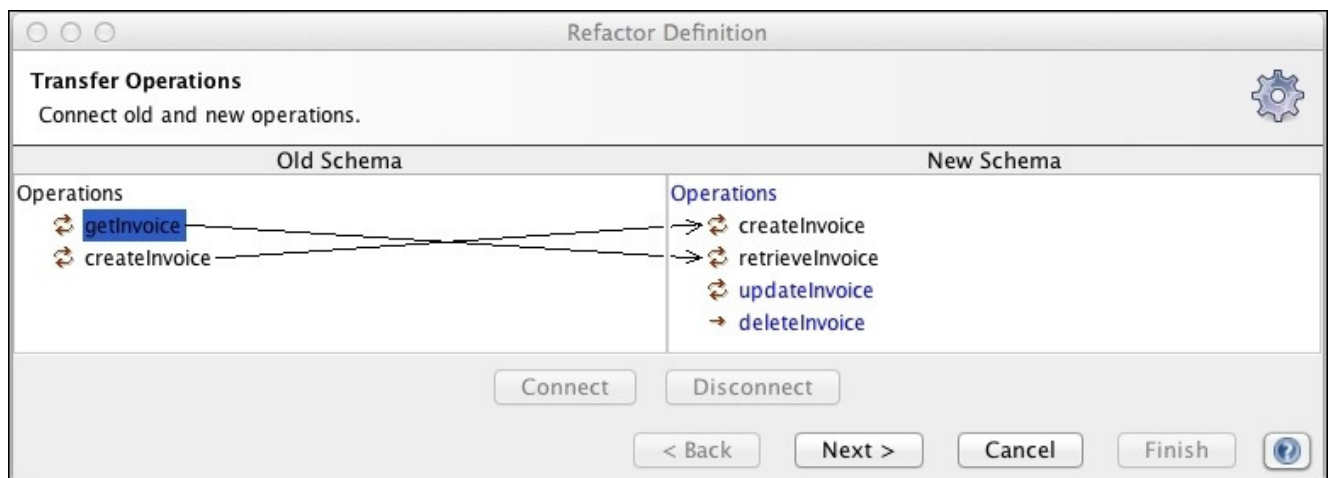 Refactor Definition
Transfer Operations
Connect old and new operations.
Old Schema New Schema
Operations Operations
getInvoice createInvoice
createInvoice retrieveInvoice
updateInvoice
deleteInvoice
Connect Disconnect
< Back Next > Cancel Finish ?